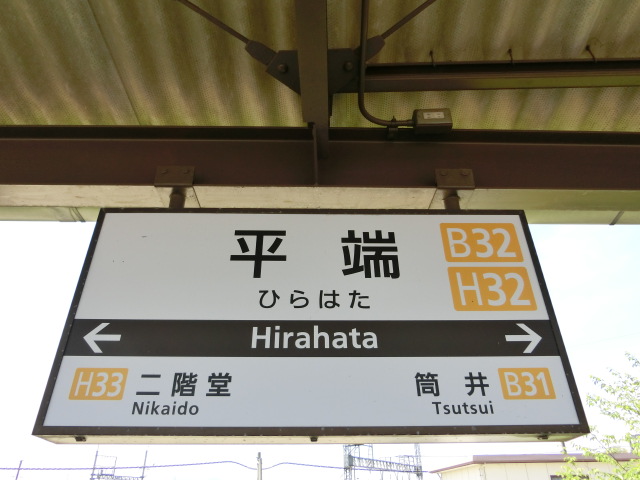 平端 B32
ひらはた H32
← Hirahata →
H33 二階堂 筒井 B31
Nikaido Tsutsui